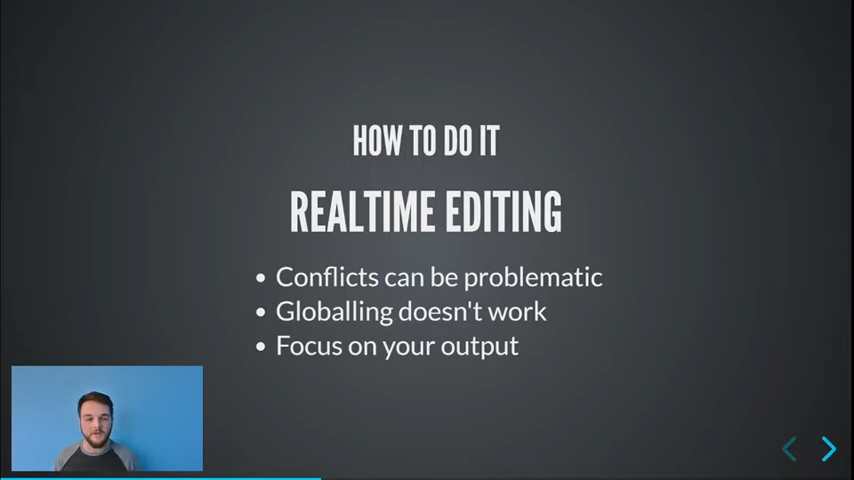 HOW TO DO IT
REALTIME EDITING
• Conflicts can be problematic
• Globalling doesn't work
• Focus on your output